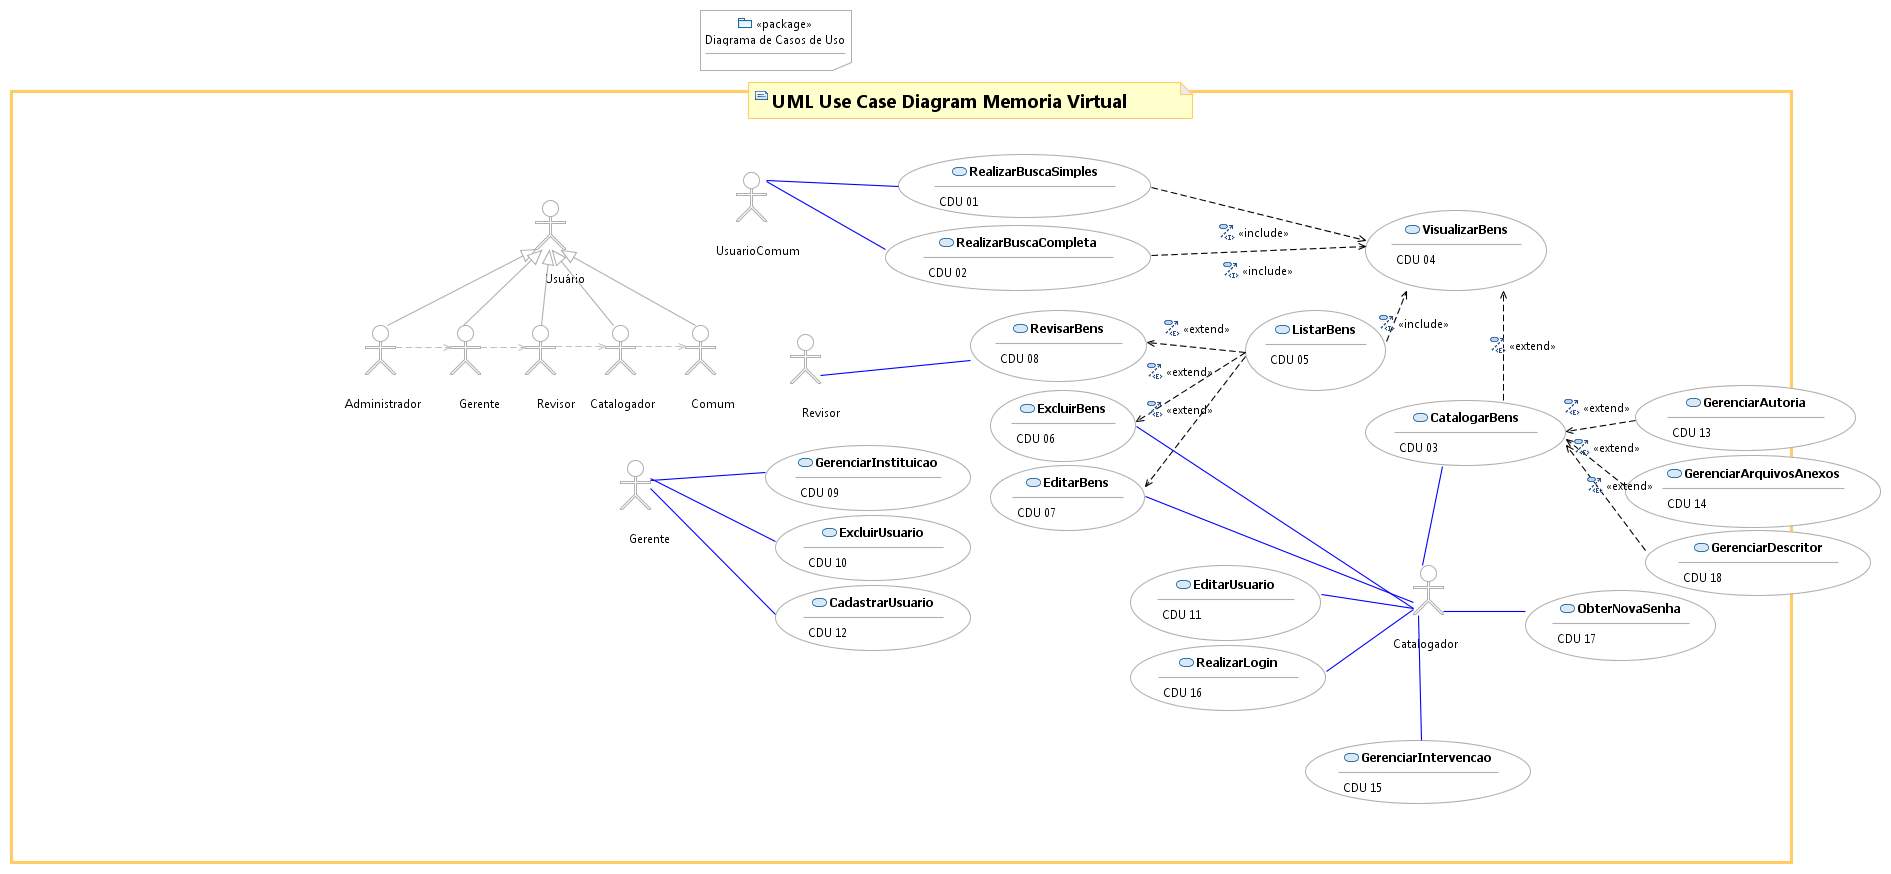 «package»
Diagrama de Casos de Uso
UML Use Case Diagram Memoria Virtual
RealizarBuscaSimples
CDU 01
UsuarioComum
RealizarBuscaCompleta
CDU 02
«include»
«include»
VisualizarBens
CDU 04
Usuário
Administrador
Gerente
Revisor
Catalogador
Comum
Revisor
RevisarBens
CDU 08
«extend»
ListarBens
CDU 05
«include»
«extend»
«extend»
«extend»
ExcluirBens
CDU 06
EditarBens
CDU 07
CatalogarBens
CDU 03
«extend»
GerenciarAutoria
CDU 13
«extend»
GerenciarArquivosAnexos
CDU 14
«extend»
GerenciarDescritor
CDU 18
Gerente
GerenciarInstituicao
CDU 09
ExcluirUsuario
CDU 10
CadastrarUsuario
CDU 12
EditarUsuario
CDU 11
RealizarLogin
CDU 16
Catalogador
ObterNovaSenha
CDU 17
GerenciarIntervencao
CDU 15